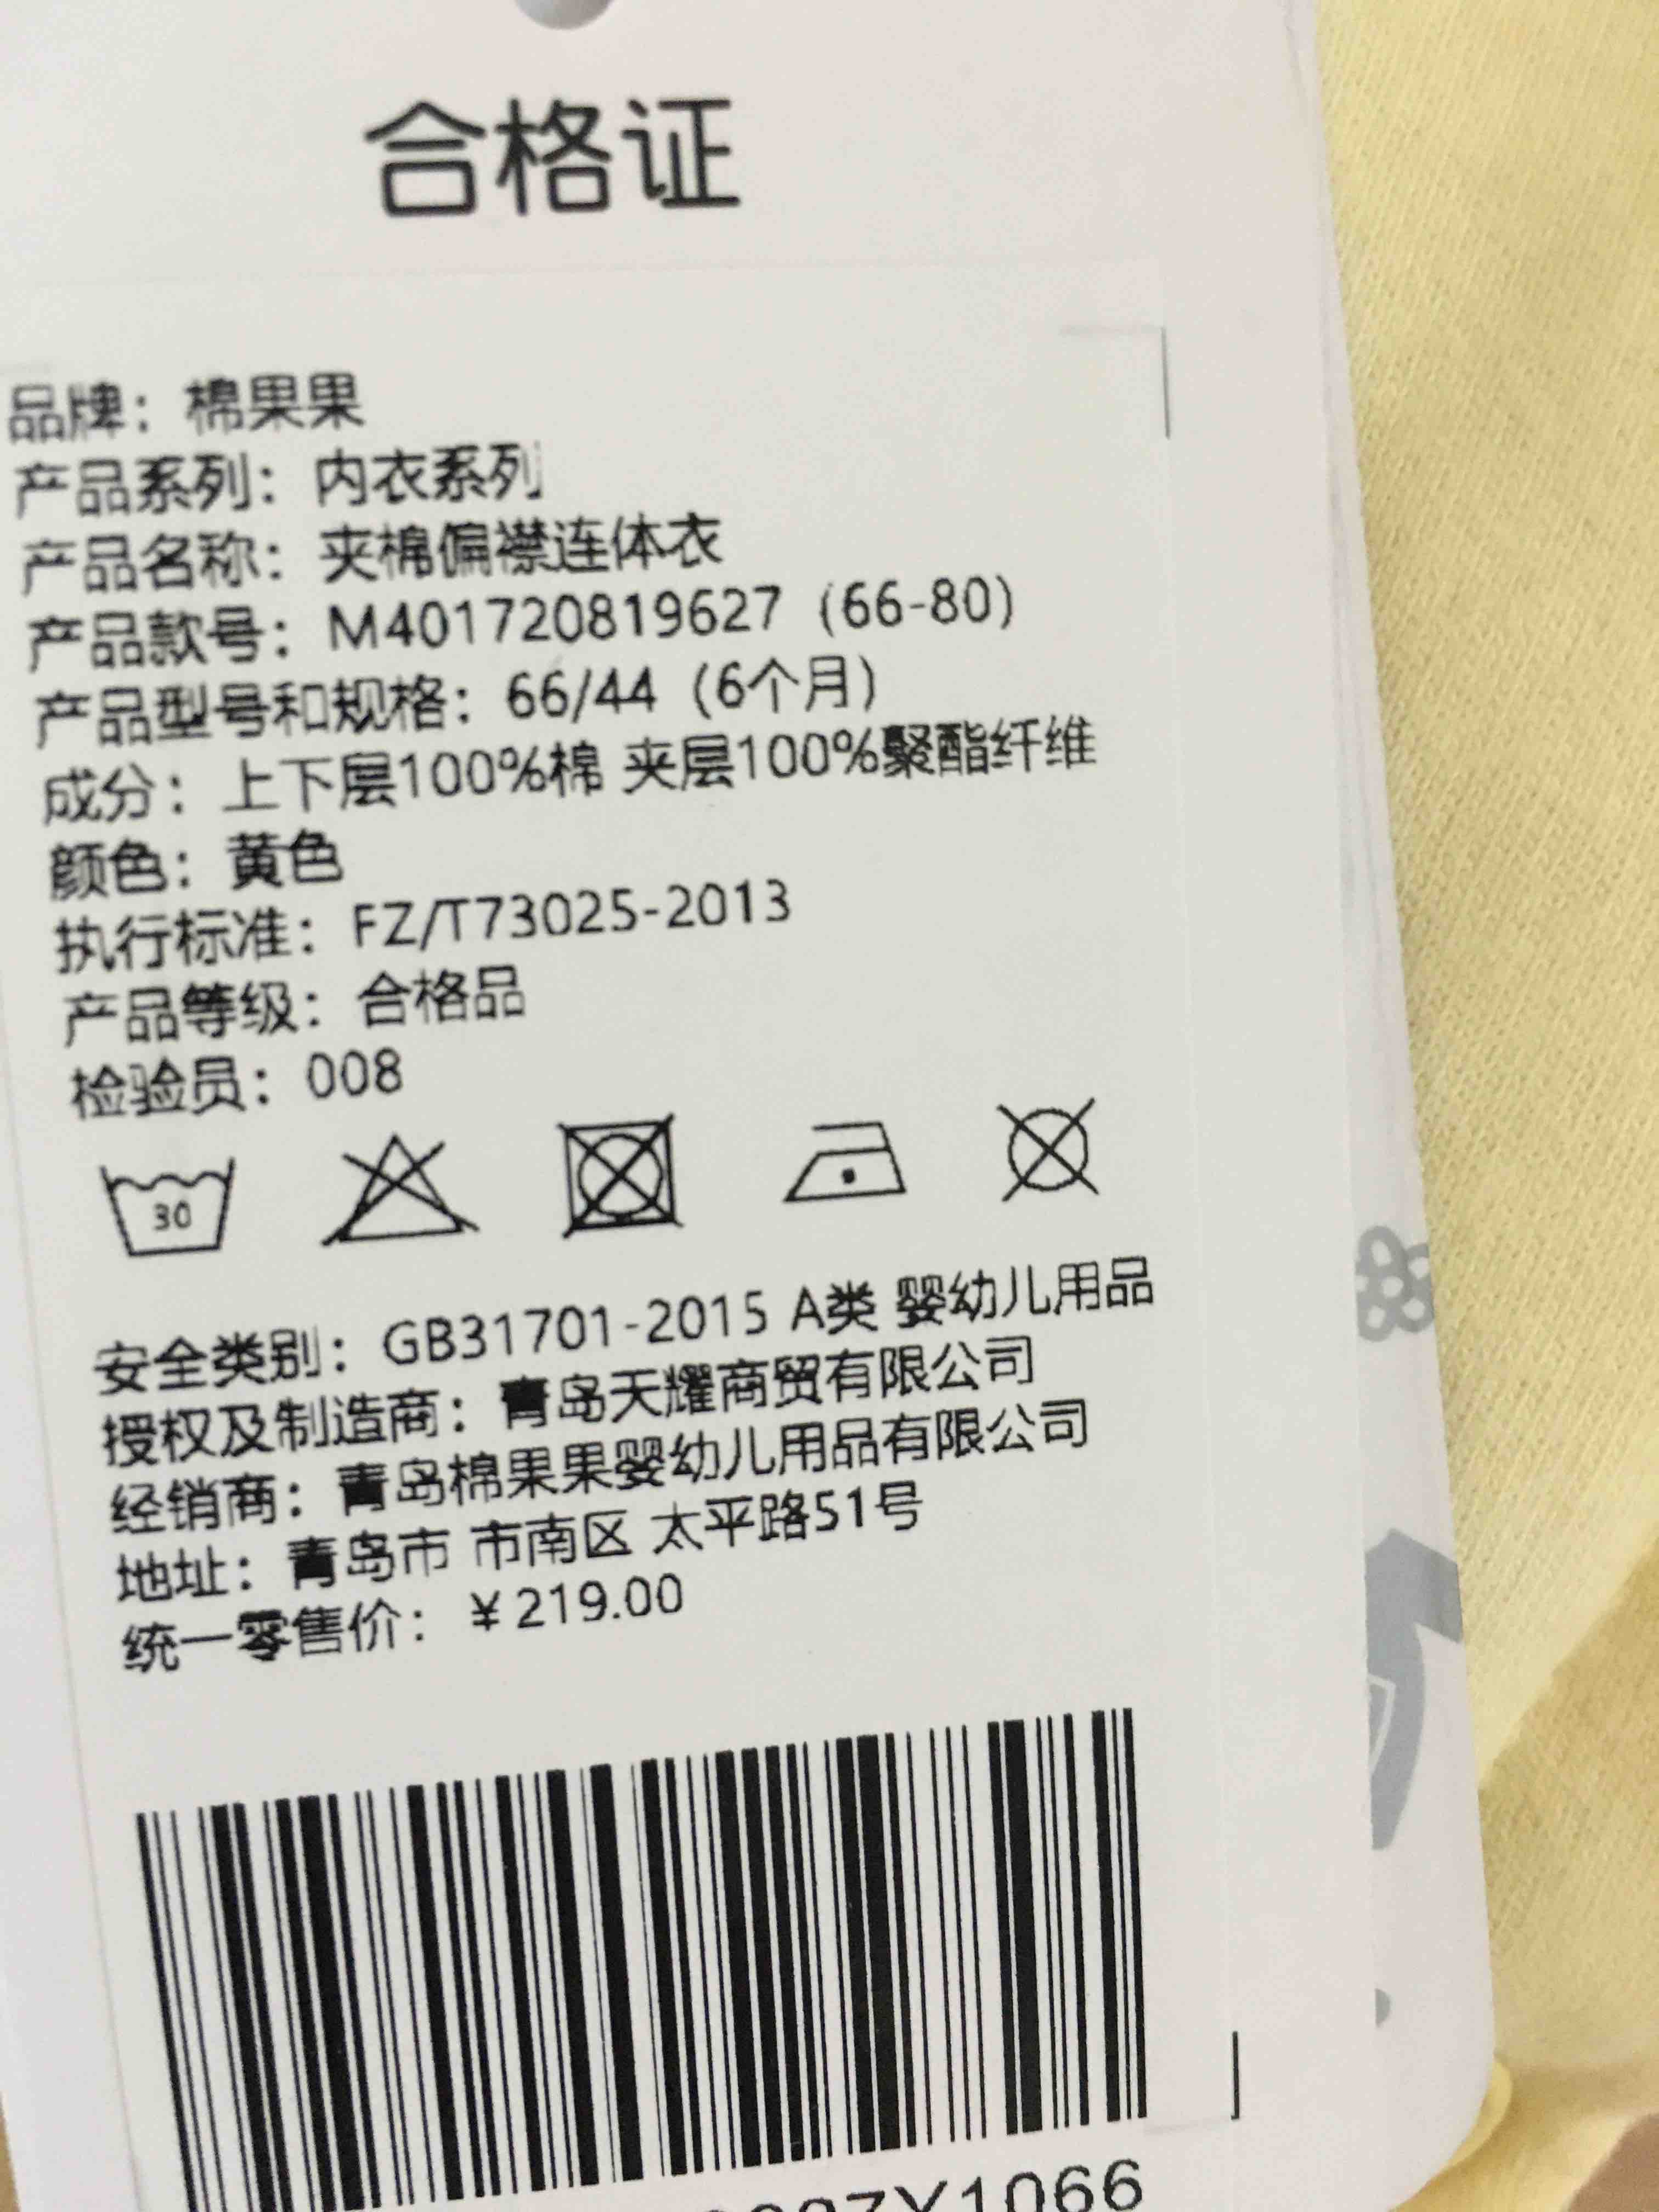 合格证
品牌：棉果果
产品系列：内衣系列
产品名称：夹棉偏襟连体衣
产品款号：M401720819627（66-80）
产品型号和规格：66/44（6个月）
成分：上下层100%棉 夹层100%聚酯纤维
颜色：黄色
执行标准：FZ/T73025-2013
产品等级：合格品
检验员：008
30
安全类别：GB31701-2015 A类 婴幼儿用品
授权及制造商：青岛天耀商贸有限公司
经销商：青岛棉果果婴幼儿用品有限公司
地址：青岛市 市南区 太平路51号
统一零售价：￥219.00